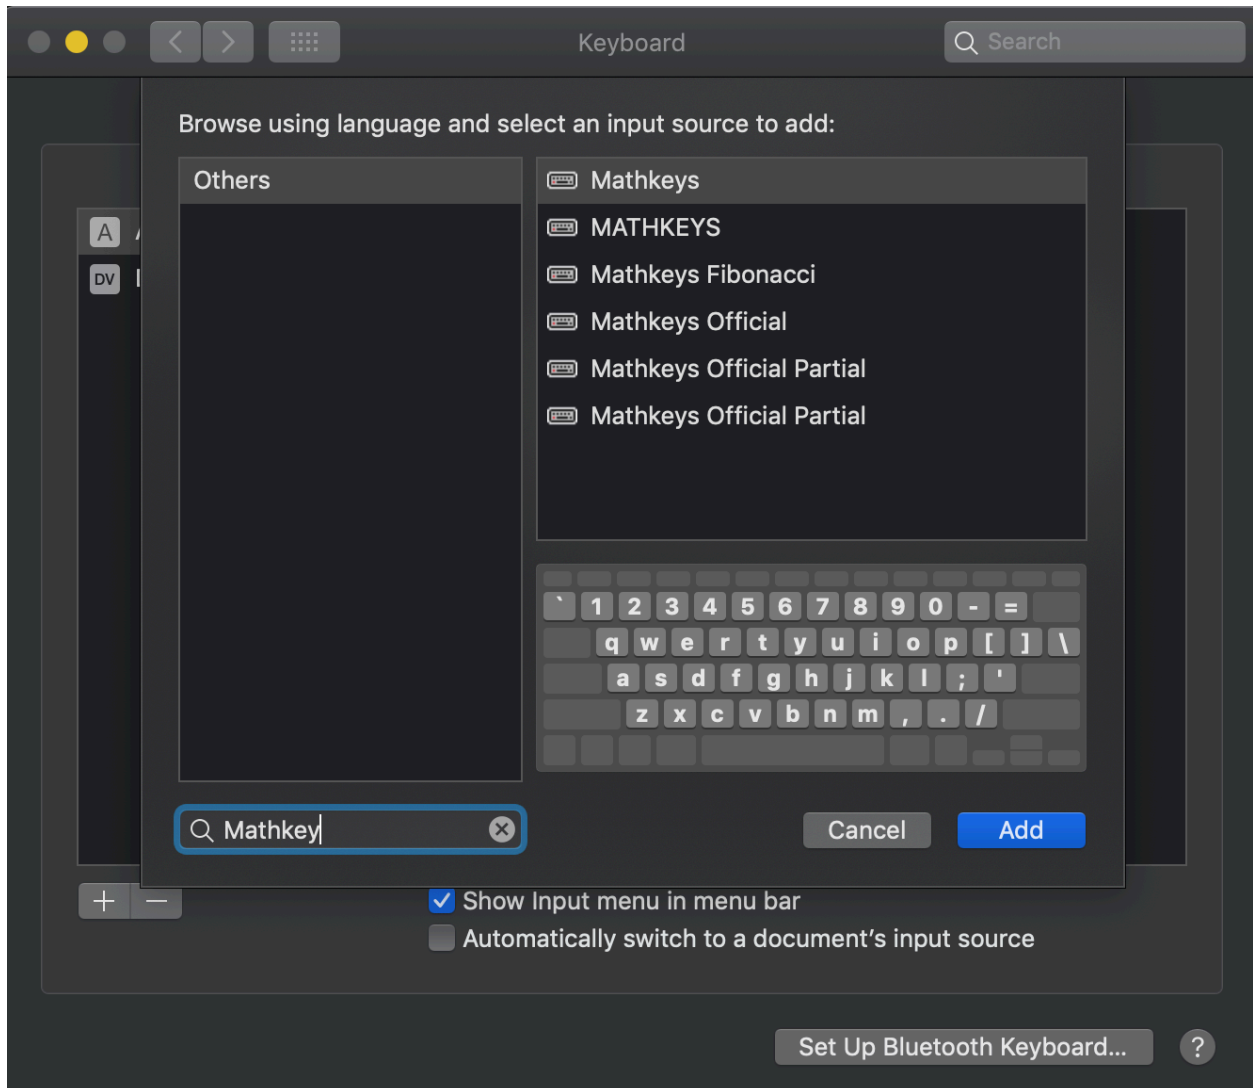 Keyboard
Search
Browse using language and select an input source to add:
Others
Mathkeys
MATHKEYS
Mathkeys Fibonacci
Mathkeys Official
Mathkeys Official Partial
Mathkeys Official Partial
A
DV
` 1 2 3 4 5 6 7 8 9 0 - =
q w e r t y u i o p [ ] \
a s d f g h j k l ; '
z x c v b n m , . /
Mathkey
Cancel
Add
Show Input menu in menu bar
Automatically switch to a document’s input source
Set Up Bluetooth Keyboard...
?